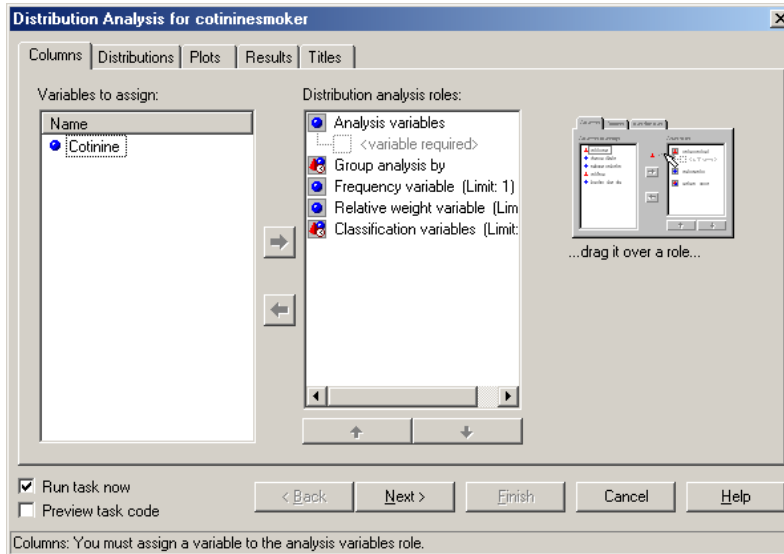 Distribution Analysis for cotininesmoker
Columns Distributions Plots Results Titles
Variables to assign:
Name
Cotinine
Distribution analysis roles:
Analysis variables
<variable required>
Group analysis by
Frequency variable (Limit: 1)
Relative weight variable (Lim
Classification variables (Limit:
...drag it over a role...
Run task now
Preview task code
< Back Next > Finish Cancel Help
Columns: You must assign a variable to the analysis variables role.